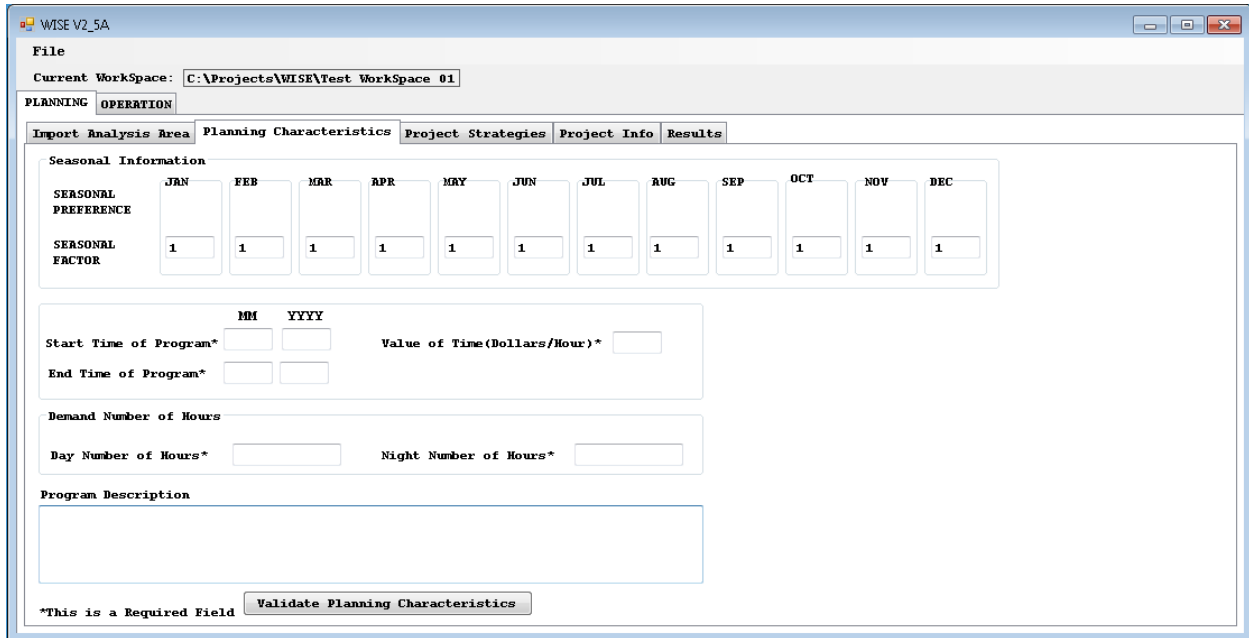 WISE V2_5A
File
Current WorkSpace: C:\Projects\WISE\Test WorkSpace 01
PLANNING OPERATION
Import Analysis Area Planning Characteristics Project Strategies Project Info Results
Seasonal Information
JAN FEB MAR APR MAY JUN JUL AUG SEP OCT NOV DEC
SEASONAL
PREFERENCE
SEASONAL
FACTOR
1 1 1 1 1 1 1 1 1 1 1 1
MM YYYY
Start Time of Program* Value of Time(Dollars/Hour)*
End Time of Program*
Demand Number of Hours
Day Number of Hours* Night Number of Hours*
Program Description
*This is a Required Field Validate Planning Characteristics